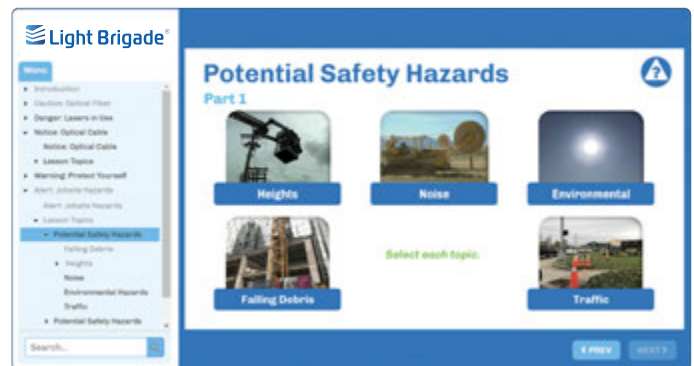 Light Brigade®
Menu
Introduction
Caution: Optical Fiber
Danger: Lasers in Use
Notice: Optical Cable
Notice: Optical Cable
Lesson Topics
Warning: Protect Yourself
Alert: Jobsite Hazards
Alert: Jobsite Hazards
Lesson Topics
Potential Safety Hazards
Falling Debris
Heights
Noise
Environmental Hazards
Traffic
Potential Safety Hazards
Search...
Potential Safety Hazards
?
Part 1
Heights
Noise
Environmental
Falling Debris
Select each topic.
Traffic
PREV
NEXT